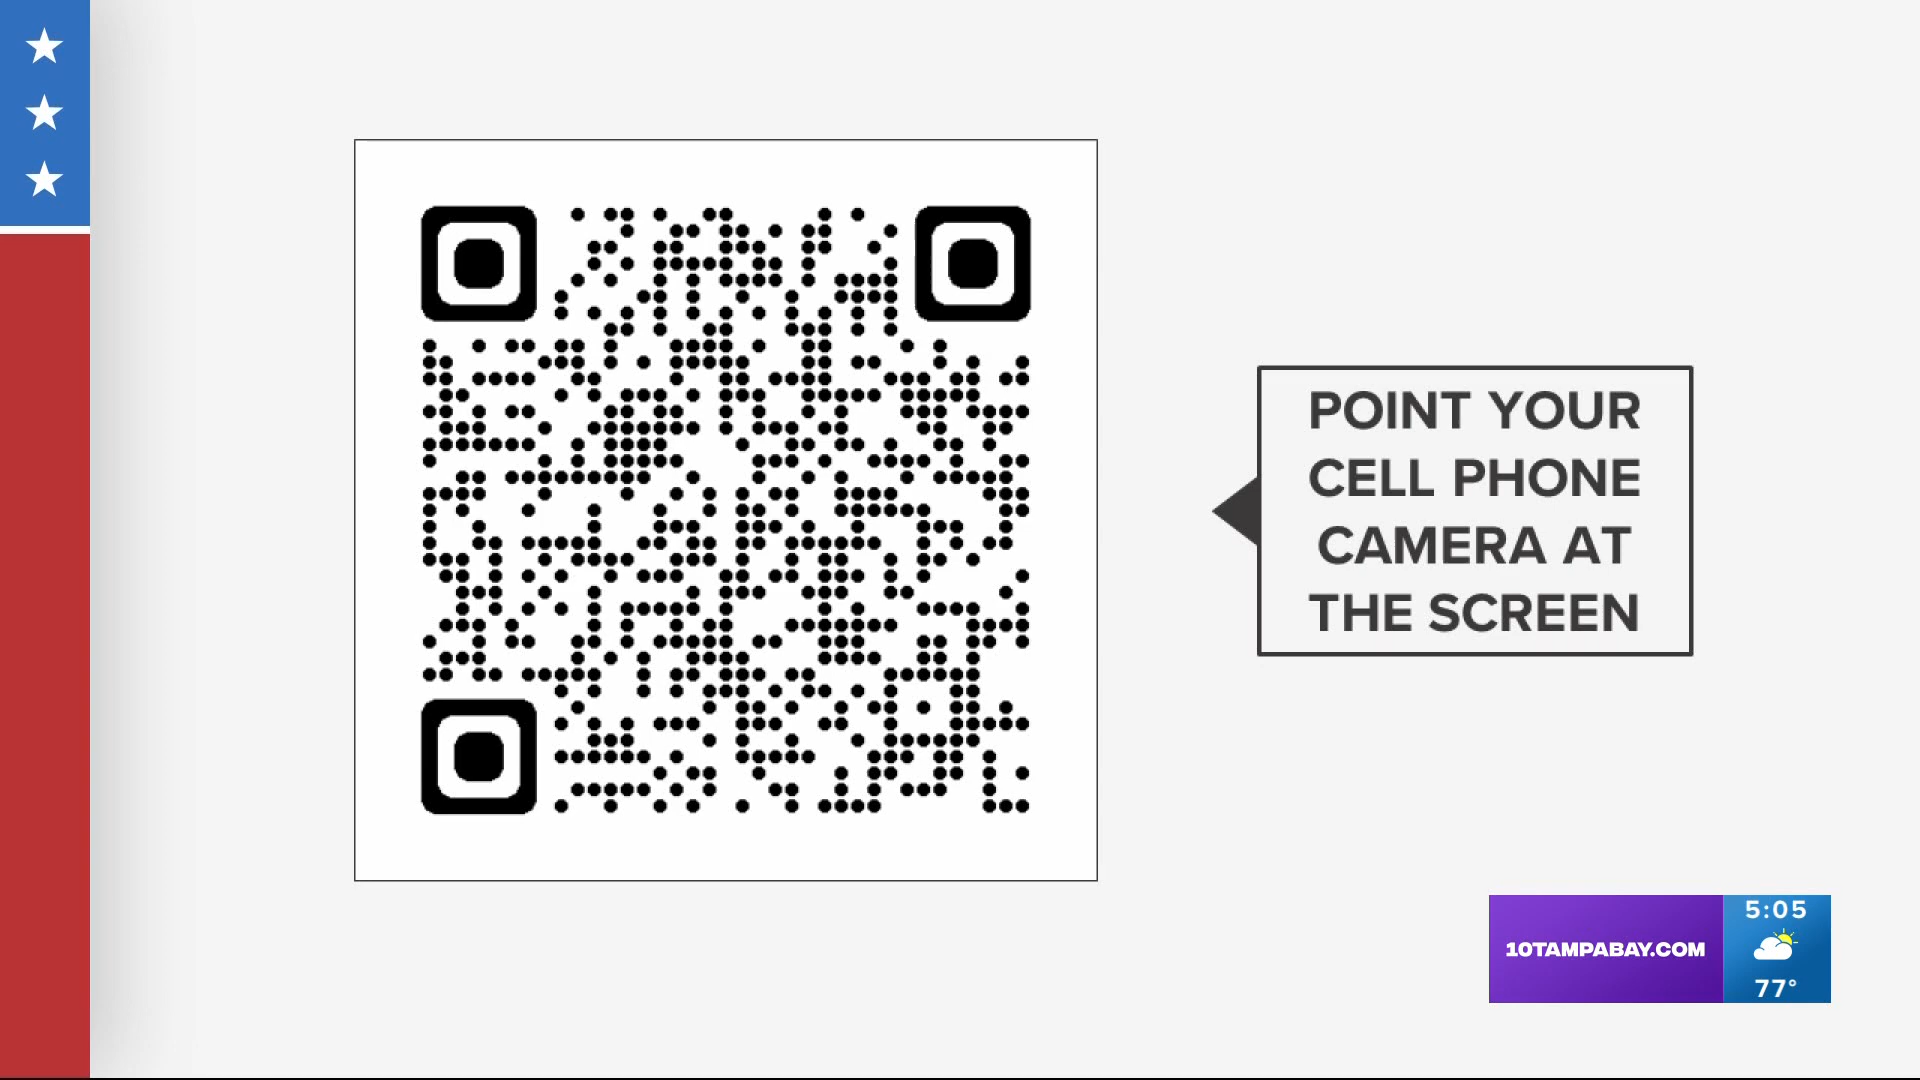 POINT YOUR
CELL PHONE
CAMERA AT
THE SCREEN
10TAMPABAY.COM
5:05
77°